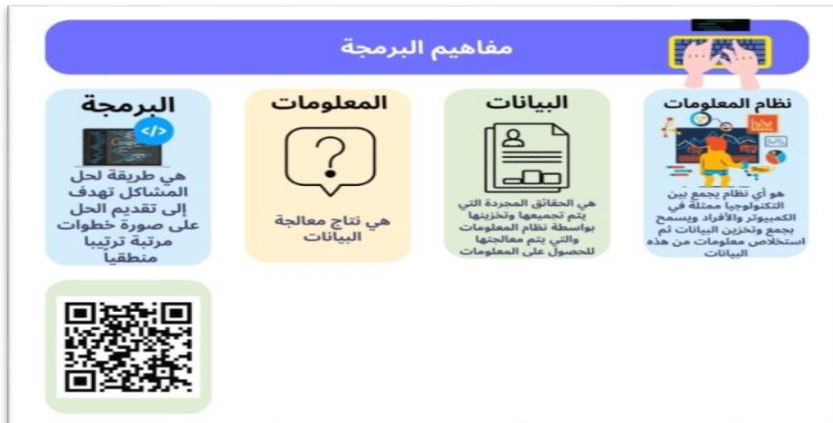 مفاهيم البرمجة
نظام المعلومات
هو أي نظام يجمع بين
التكنولوجيا ممثلة في
الكمبيوتر والأفراد ويسمح
بجمع وتخزين البيانات ثم
استخلاص معلومات من هذه
البيانات
البيانات
هي الحقائق المجردة التي
يتم تجميعها وتخزينها
بواسطة نظام المعلومات
والتي يتم معالجتها
للحصول على المعلومات
المعلومات
?
هي نتاج معالجة
البيانات
البرمجة
</>
هي طريقة لحل
المشاكل تهدف
إلى تقديم الحل
على صورة خطوات
مرتبة ترتيبا
منطقياً